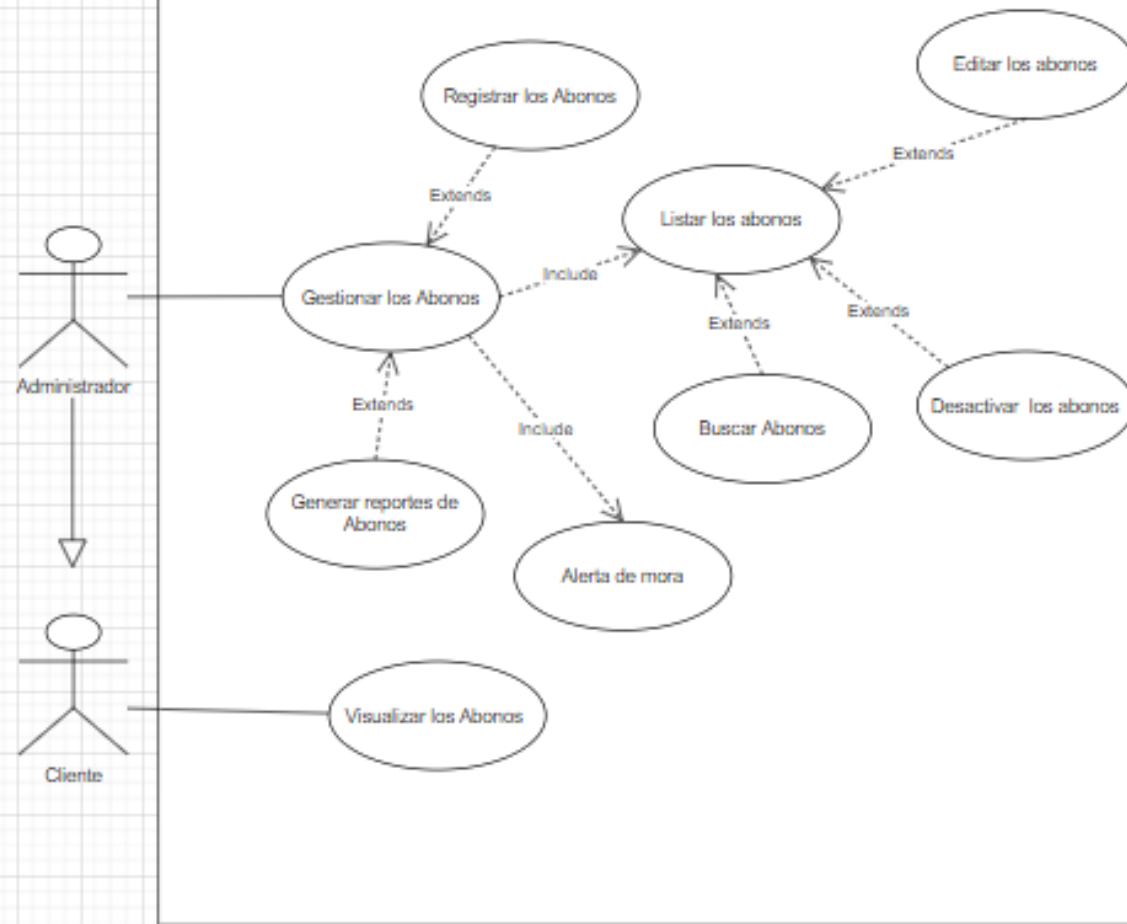 Editar los abonos
Registrar los Abonos
Extends
Extends
Listar los abonos
Include
Gestionar los Abonos
Extends
Extends
Administrador
Extends
Desactivar los abonos
Include
Buscar Abonos
Generar reportes de
Abonos
Alerta de mora
Visualizar los Abonos
Cliente